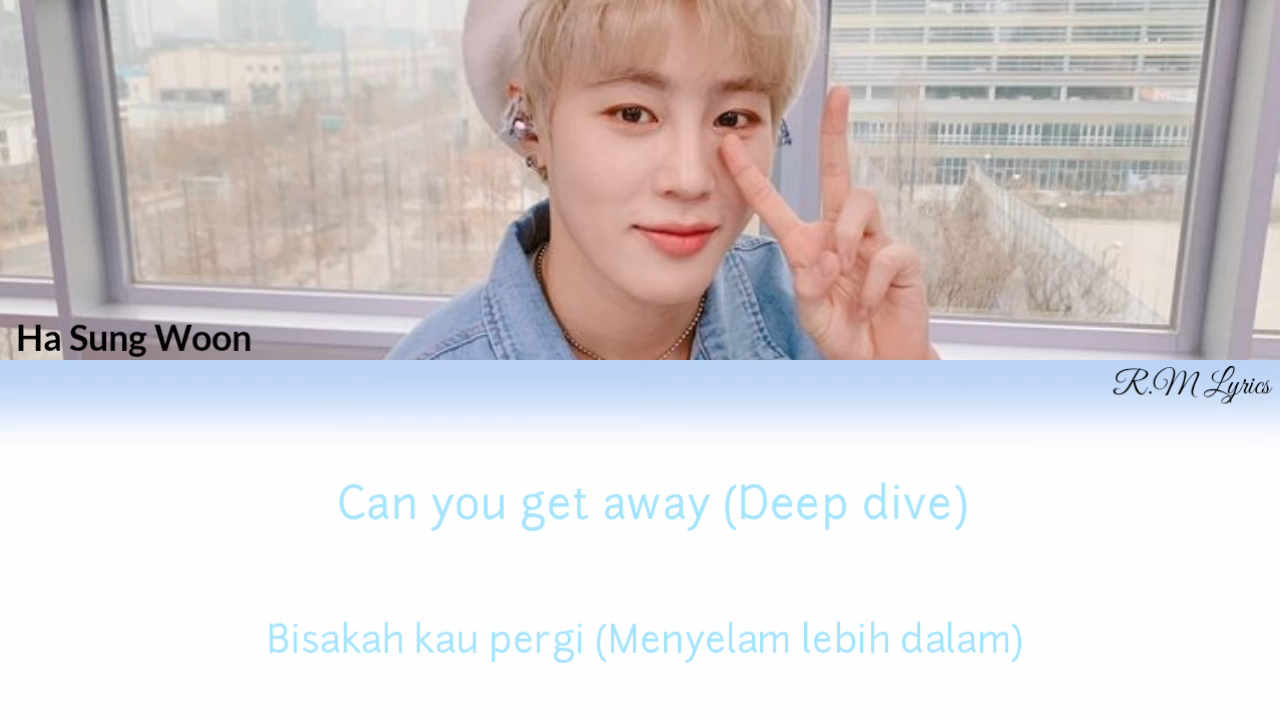 Ha Sung Woon
R.M Lyrics
Can you get away (Deep dive)
Bisakah kau pergi (Menyelam lebih dalam)